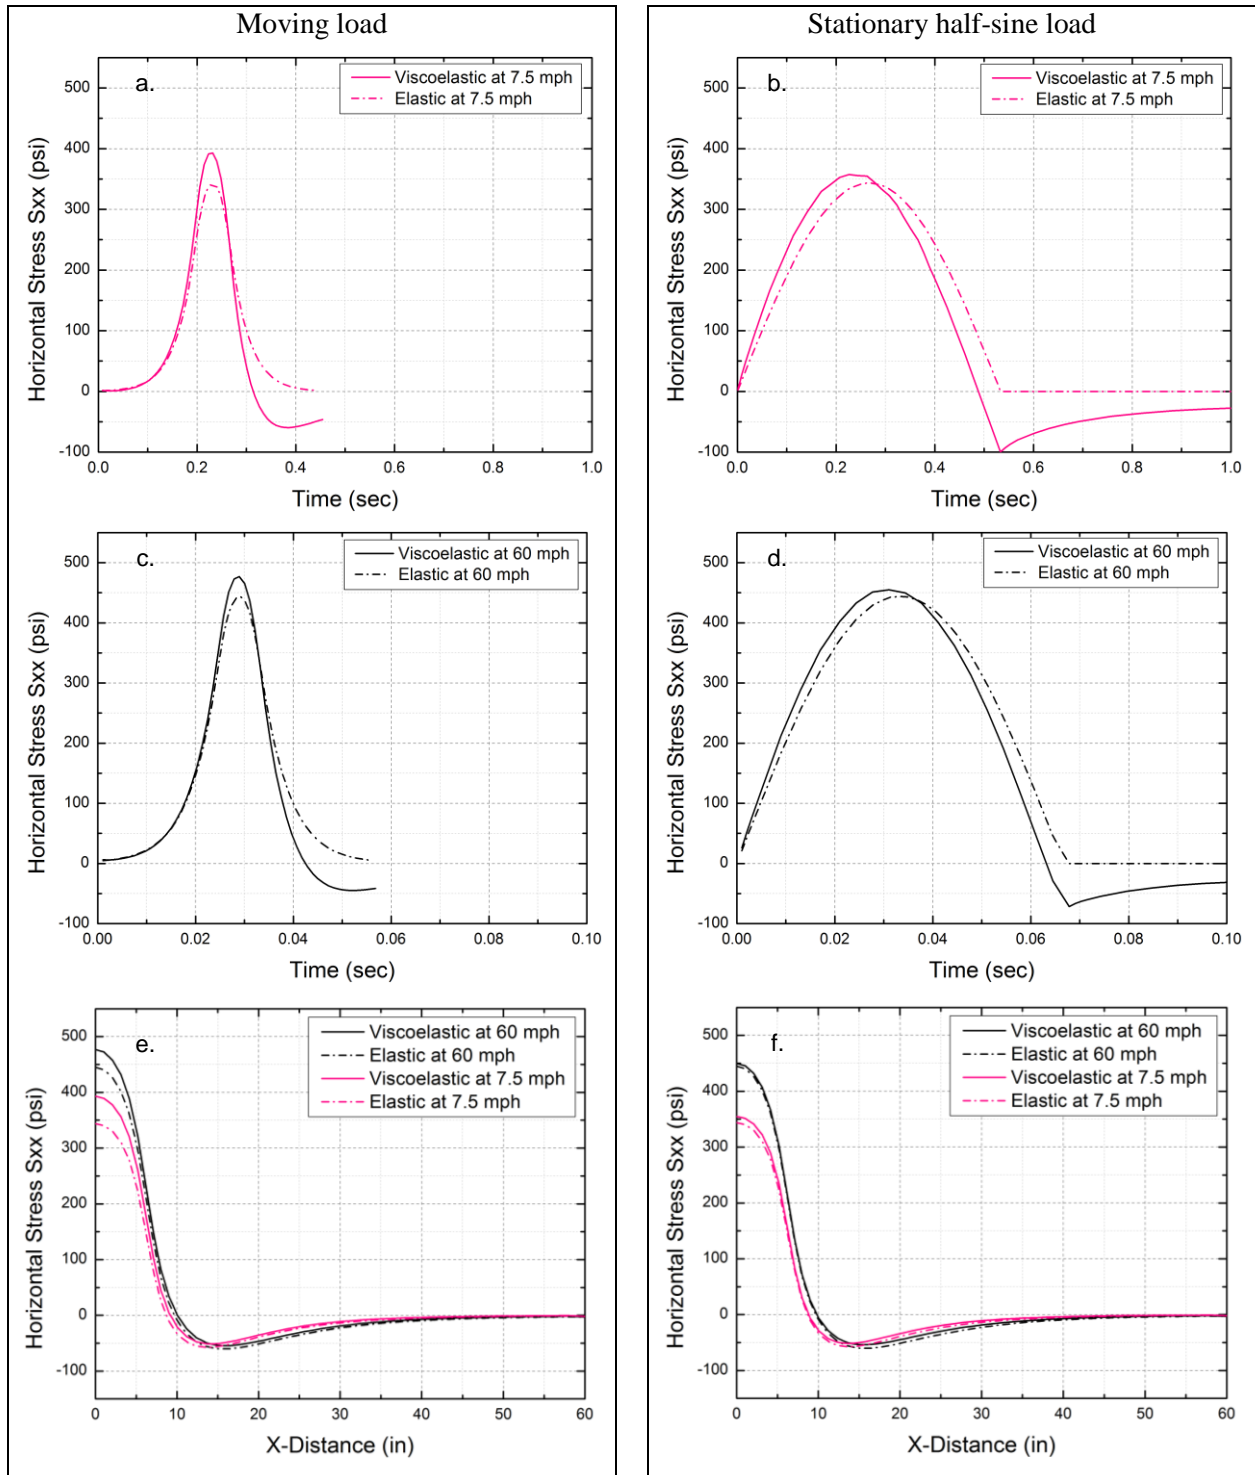 Moving load
a.
Viscoelastic at 7.5 mph
Elastic at 7.5 mph
Horizontal Stress Sxx (psi)
500
400
300
200
100
0
-100
0.0 0.2 0.4 0.6 0.8 1.0
Time (sec)
c.
Viscoelastic at 60 mph
Elastic at 60 mph
Horizontal Stress Sxx (psi)
500
400
300
200
100
0
-100
0.00 0.02 0.04 0.06 0.08 0.10
Time (sec)
e.
Viscoelastic at 60 mph
Elastic at 60 mph
Viscoelastic at 7.5 mph
Elastic at 7.5 mph
Horizontal Stress Sxx (psi)
500
400
300
200
100
0
-100
0 10 20 30 40 50 60
X-Distance (in)
Stationary half-sine load
b.
Viscoelastic at 7.5 mph
Elastic at 7.5 mph
Horizontal Stress Sxx (psi)
500
400
300
200
100
0
-100
0.0 0.2 0.4 0.6 0.8 1.0
Time (sec)
d.
Viscoelastic at 60 mph
Elastic at 60 mph
Horizontal Stress Sxx (psi)
500
400
300
200
100
0
-100
0.00 0.02 0.04 0.06 0.08 0.10
Time (sec)
f.
Viscoelastic at 60 mph
Elastic at 60 mph
Viscoelastic at 7.5 mph
Elastic at 7.5 mph
Horizontal Stress Sxx (psi)
500
400
300
200
100
0
-100
0 10 20 30 40 50 60
X-Distance (in)